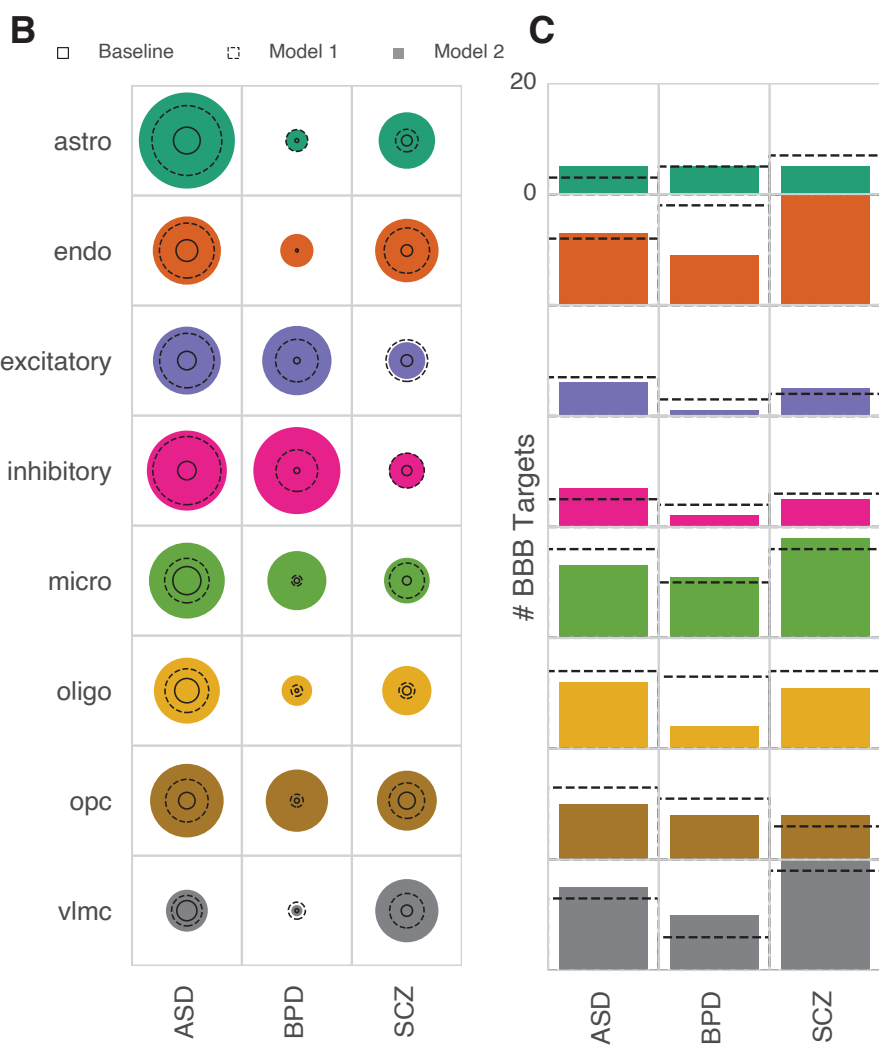 B
C
Baseline
Model 1
Model 2
astro
endo
excitatory
inhibitory
micro
oligo
opc
vlmc
ASD
BPD
SCZ
20
0
# BBB Targets
ASD
BPD
SCZ